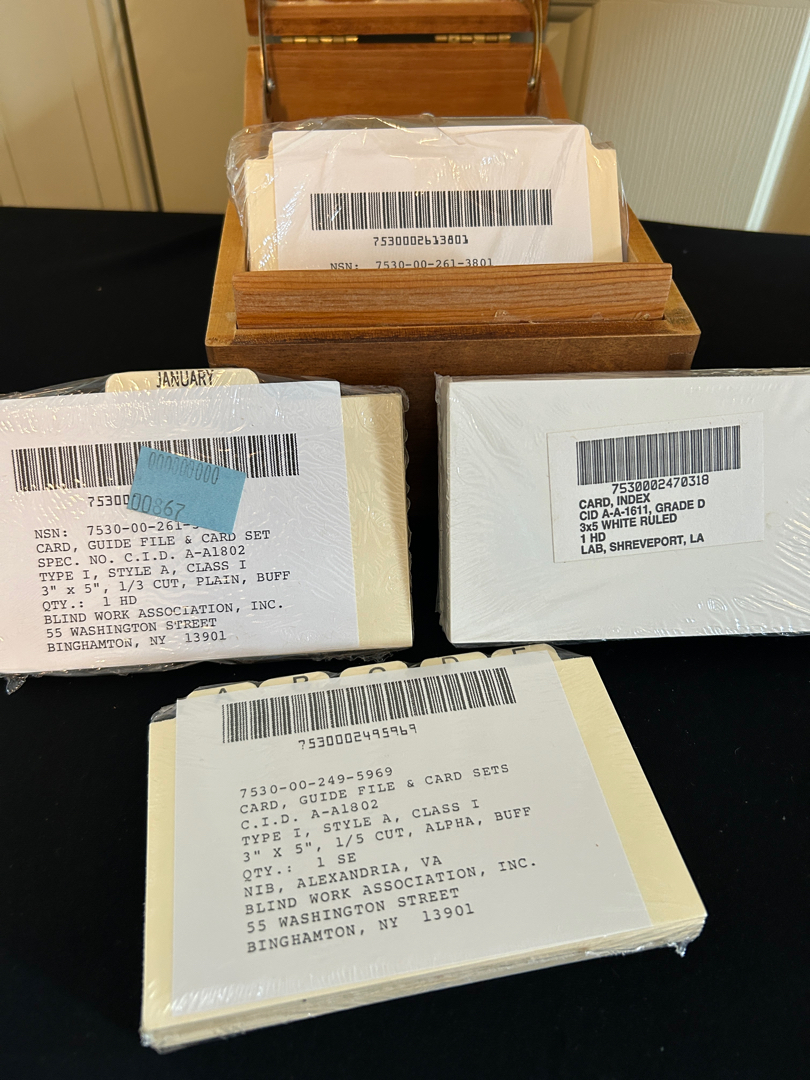 7530002613801
NSN: 7530-00-261-3801
JANUARY
000000000
00867
7530
NSN: 7530-00-261-
CARD, GUIDE FILE & CARD SET
SPEC. NO. C.I.D. A-A1802
TYPE I, STYLE A, CLASS I
3" x 5", 1/3 CUT, PLAIN, BUFF
QTY.: 1 HD
BLIND WORK ASSOCIATION, INC.
55 WASHINGTON STREET
BINGHAMTON, NY 13901
7530002470318
CARD, INDEX
CID A-A-1611, GRADE D
3x5 WHITE RULED
1 HD
LAB, SHREVEPORT, LA
A B C D E
7530002495969
7530-00-249-5969
CARD, GUIDE FILE & CARD SETS
C.I.D. A-A1802
TYPE I, STYLE A, CLASS I
3" X 5", 1/5 CUT, ALPHA, BUFF
QTY.: 1 SE
NIB, ALEXANDRIA, VA
BLIND WORK ASSOCIATION, INC.
55 WASHINGTON STREET
BINGHAMTON, NY 13901